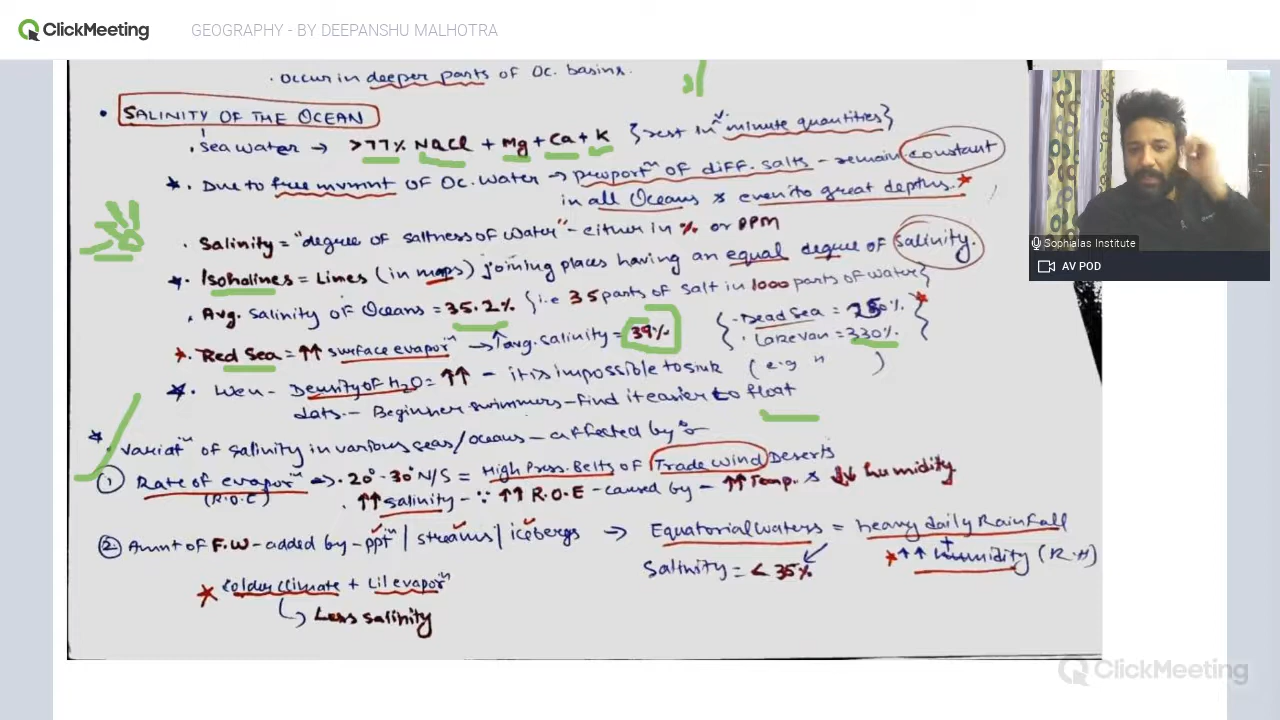 ClickMeeting
GEOGRAPHY - BY DEEPANSHU MALHOTRA
. Occur in deeper parts of Oc. basins.
• SALINITY OF THE OCEAN
. Sea water → >77% NaCl + Mg + Ca + K {rest in minute quantities}
. Due to free mvmnt of Oc. Water → proportⁿ of diff. salts - remain constant
in all Oceans & even to great depths.
. Salinity = "degree of saltness of water" - either in % or PPM
. Isohalines = Limes (in maps) joining places having an equal degree of Salinity.
. Avg. Salinity of Oceans = 35.2% {i.e 35 parts of salt in 1000 parts of water}
. Red Sea = ↑↑ surface evaporⁿ → ↑avg. salinity = 39%
. Dead Sea = 250%
. Lake Van = 330%
. Wen - Density of H2O = ↑↑ - it is impossible to sink (e.g )
dats - Beginner swimmers - find it easier to float
. Variatⁿ of salinity in various seas/oceans - affected by :-
① Rate of evaporⁿ → . 20° - 30° N/S = High Press. Belts of Trade Wind Deserts
(R.O.E) . ↑↑ salinity - ∵ ↑↑ R.O.E - caused by - ↑↑ Temp. & ↓↓ humidity
② Amnt of F.W - added by - pptⁿ | streams | icebergs → Equatorial waters = heavy daily Rainfall
+
Salinity = < 35% ↑↑ humidity (R.H)
Colder climate + Lil evaporⁿ
↳ Less salinity
Sophialas Institute
AV POD
ClickMeeting